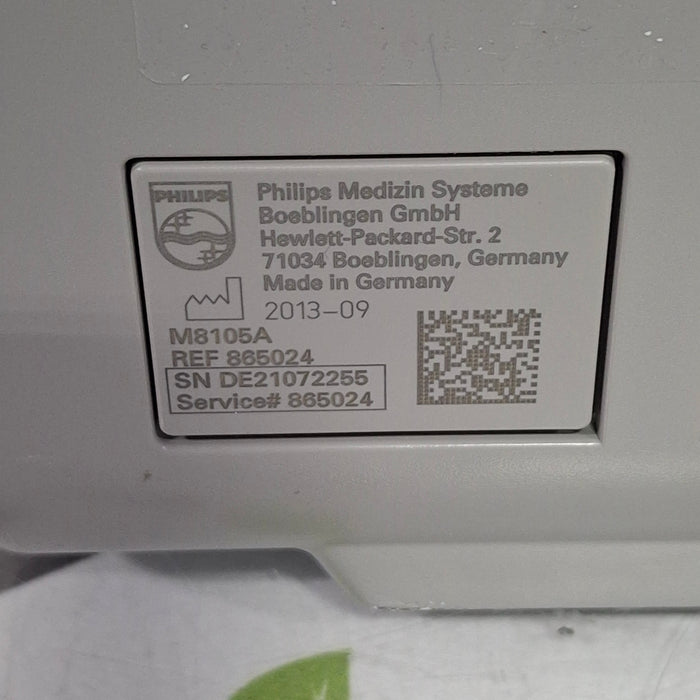 PHILIPS
Philips Medizin Systeme
Boeblingen GmbH
Hewlett-Packard-Str. 2
71034 Boeblingen, Germany
Made in Germany
2013-09
M8105A
REF 865024
SN DE21072255
Service# 865024